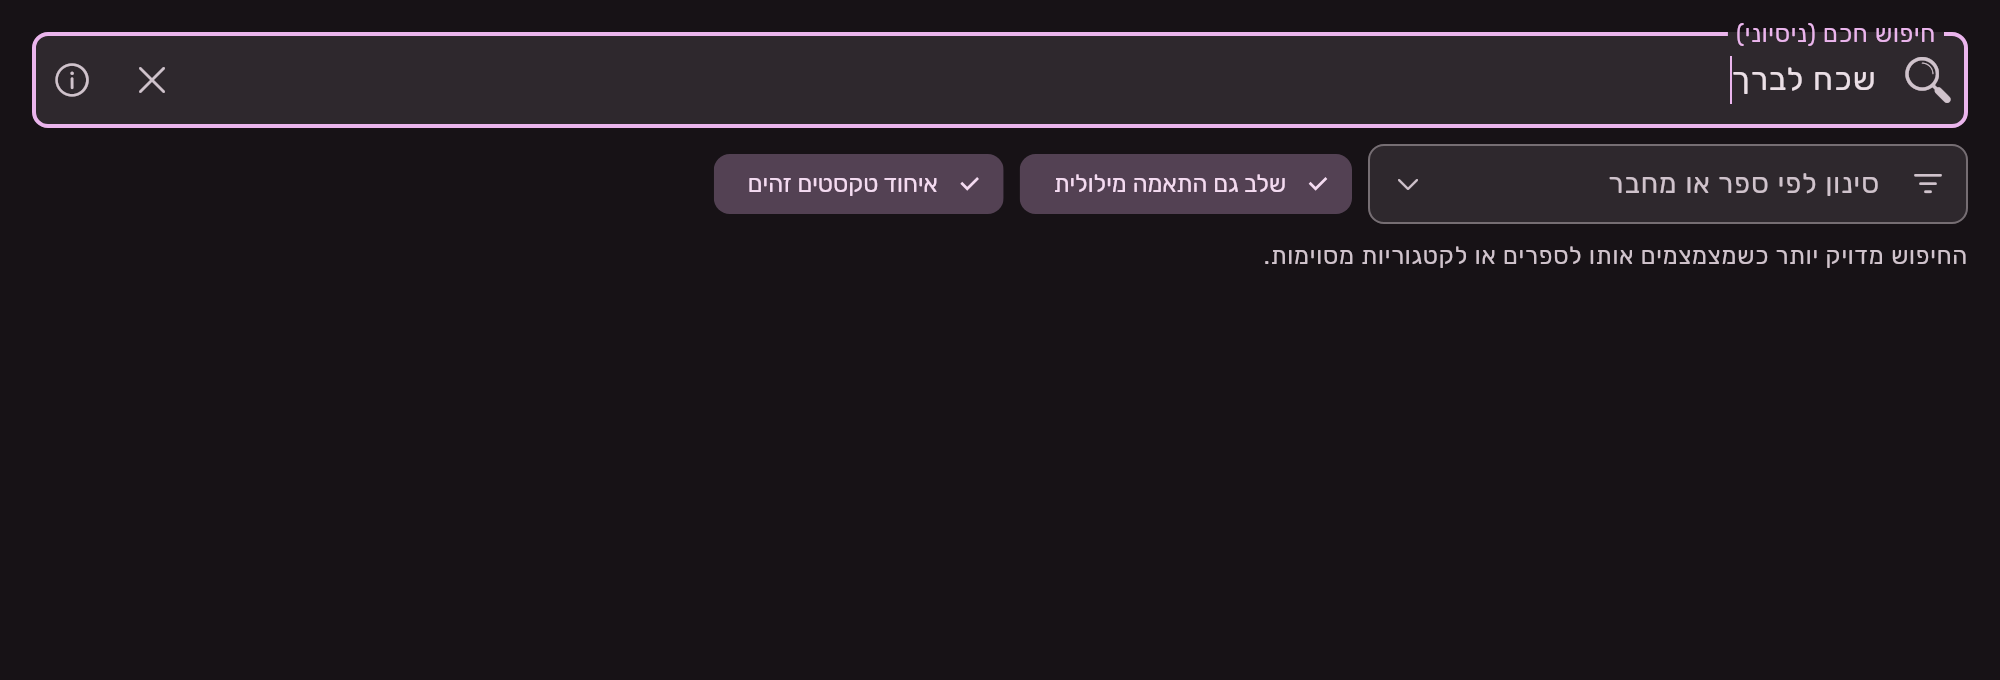 חיפוש חכם (ניסיוני)
שכח לברך
סינון לפי ספר או מחבר
שלב גם התאמה מילולית
איחוד טקסטים זהים
החיפוש מדויק יותר כשמצמצמים אותו לספרים או לקטגוריות מסוימות.